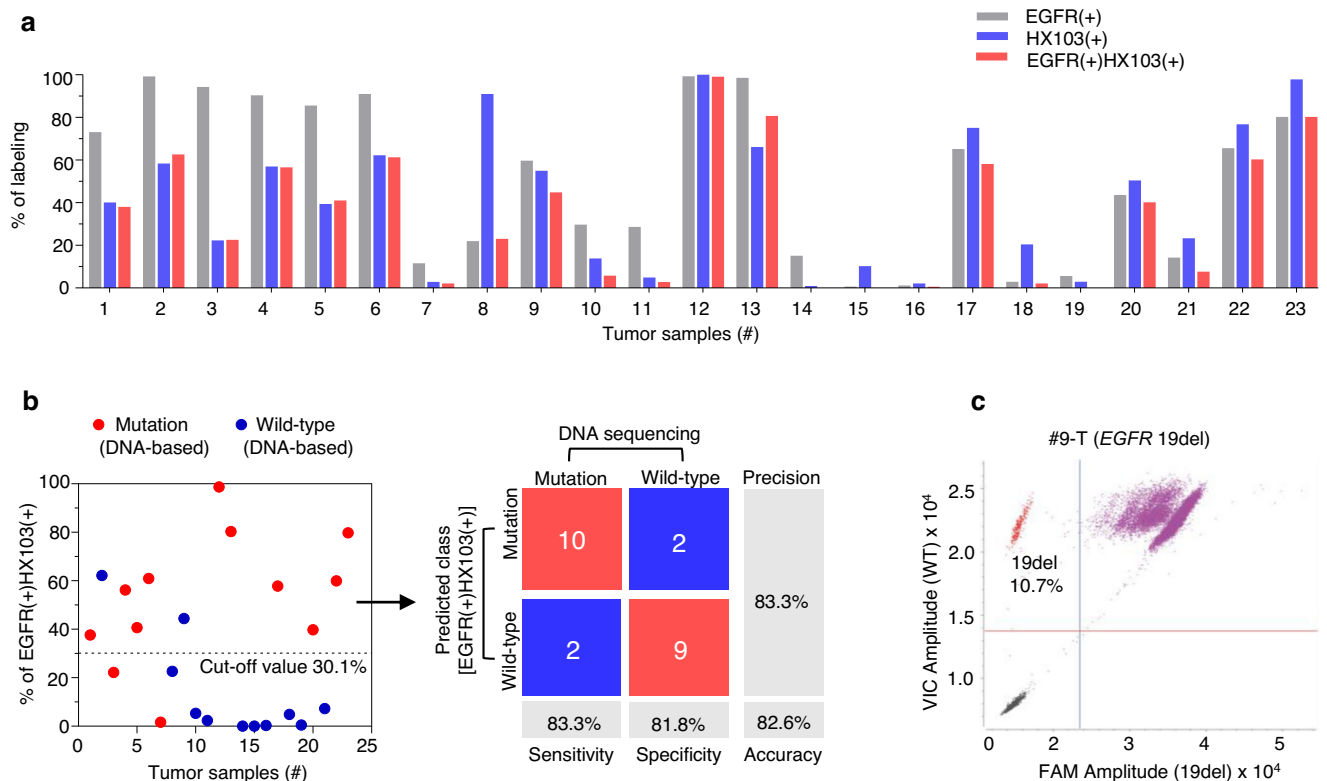 a
EGFR(+)
HX103(+)
EGFR(+)HX103(+)
% of labeling
100
80
60
40
20
0
1 2 3 4 5 6 7 8 9 10 11 12 13 14 15 16 17 18 19 20 21 22 23
Tumor samples (#)
b
Mutation
(DNA-based)
Wild-type
(DNA-based)
% of EGFR(+)HX103(+)
100
80
60
40
20
0
Cut-off value 30.1%
0 5 10 15 20 25
Tumor samples (#)
DNA sequencing
Mutation Wild-type Precision
Predicted class
[EGFR(+)HX103(+)]
Mutation
Wild-type
10 2
83.3%
2 9
83.3% 81.8% 82.6%
Sensitivity Specificity Accuracy
c
#9-T (EGFR 19del)
VIC Amplitude (WT) x 10⁴
2.5
2.0
1.5
1.0
19del
10.7%
0 2 3 4 5
FAM Amplitude (19del) x 10⁴